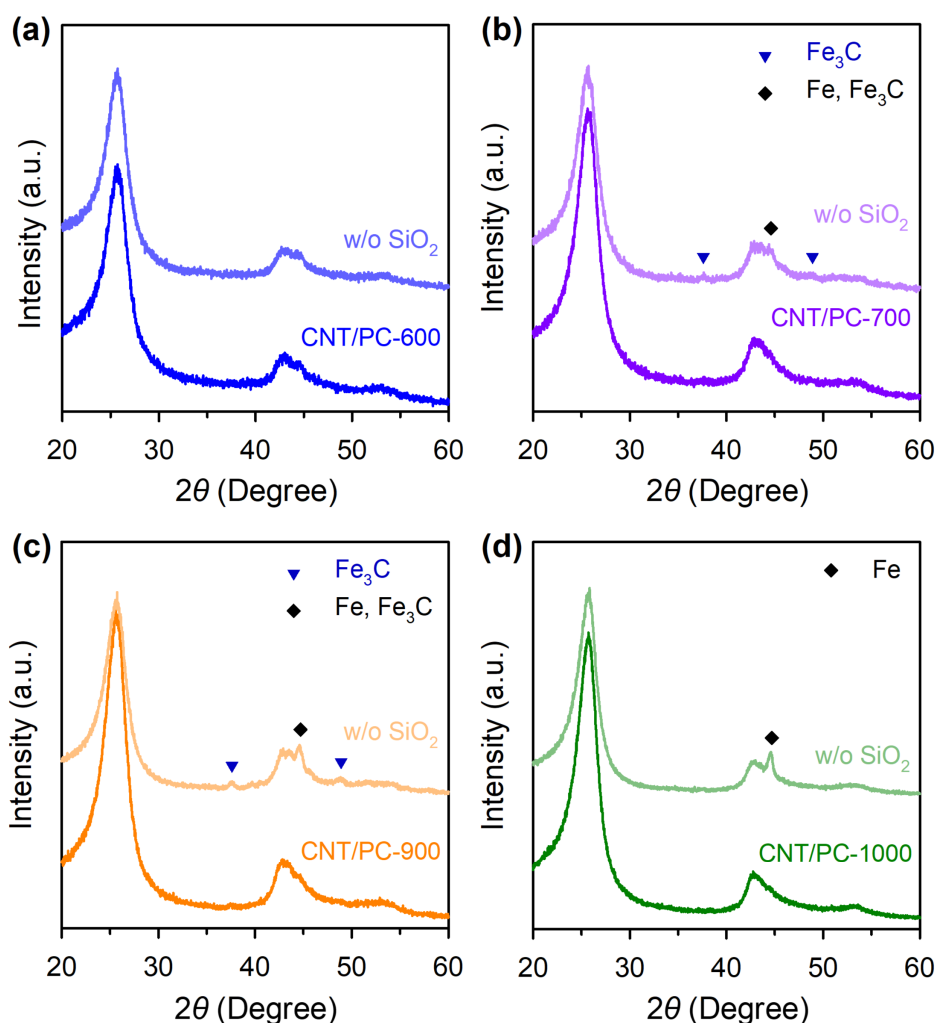 (a)
Intensity (a.u.)
w/o SiO₂
CNT/PC-600
20 30 40 50 60
2θ (Degree)
(b)
Intensity (a.u.)
Fe₃C
Fe, Fe₃C
w/o SiO₂
CNT/PC-700
20 30 40 50 60
2θ (Degree)
(c)
Intensity (a.u.)
Fe₃C
Fe, Fe₃C
w/o SiO₂
CNT/PC-900
20 30 40 50 60
2θ (Degree)
(d)
Intensity (a.u.)
Fe
w/o SiO₂
CNT/PC-1000
20 30 40 50 60
2θ (Degree)